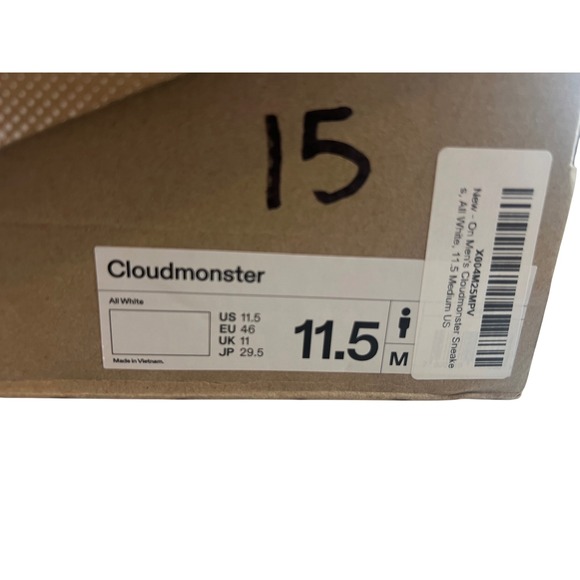 15
Cloudmonster
All White
US 11.5
EU 46
UK 11
JP 29.5
11.5
M
Made in Vietnam.
X004M25MPV
New - On Men's Cloudmonster Sneake
s, All White, 11.5 Medium US